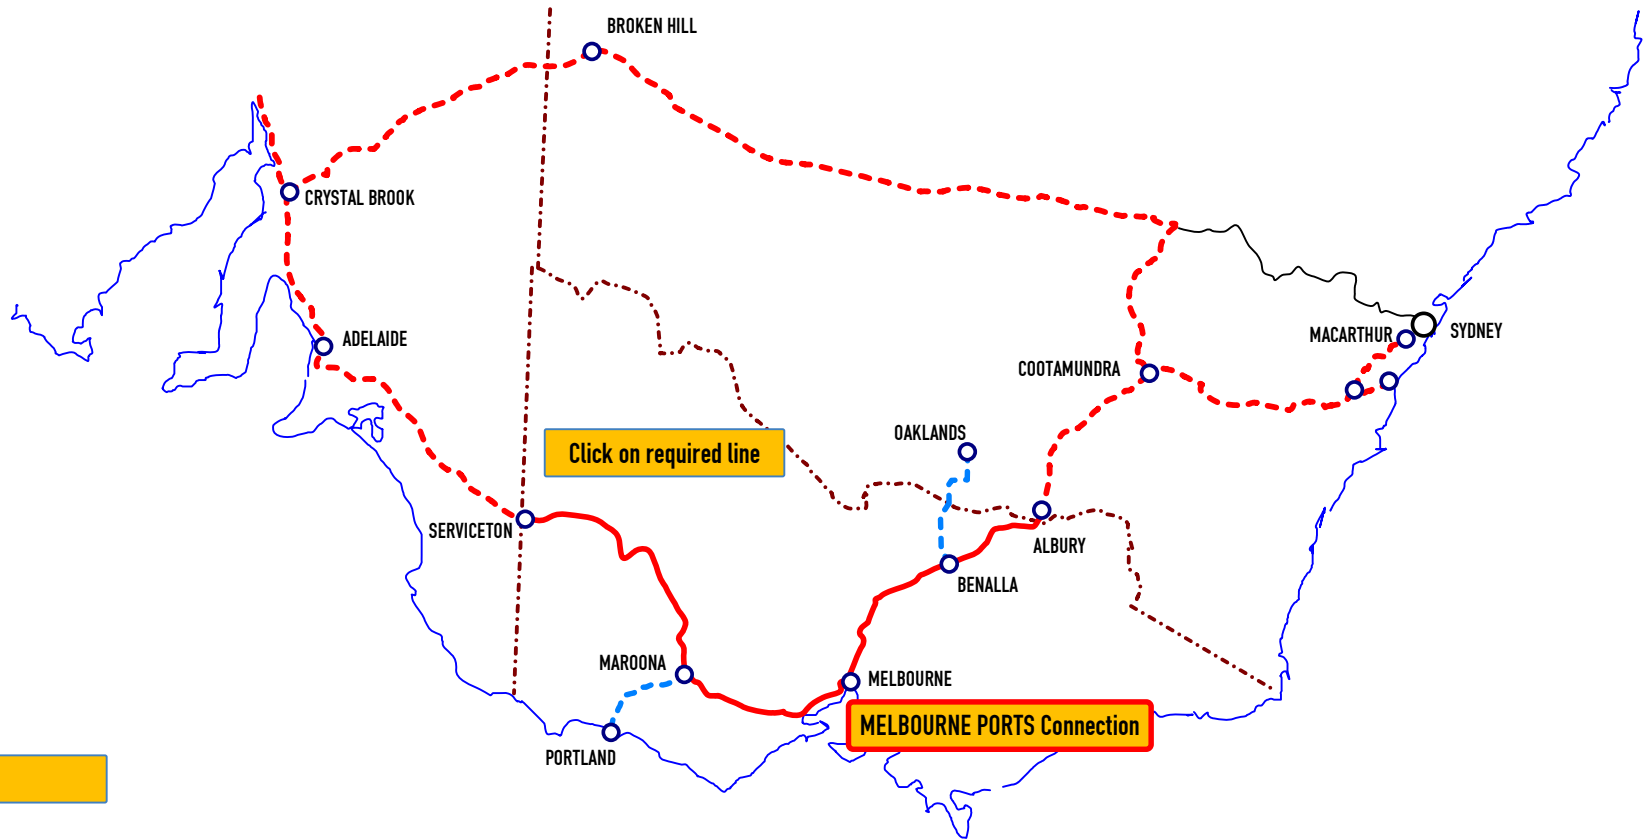 BROKEN HILL
CRYSTAL BROOK
ADELAIDE
MACARTHUR
SYDNEY
COOTAMUNDRA
OAKLANDS
Click on required line
SERVICETON
ALBURY
BENALLA
MAROONA
MELBOURNE
MELBOURNE PORTS Connection
PORTLAND